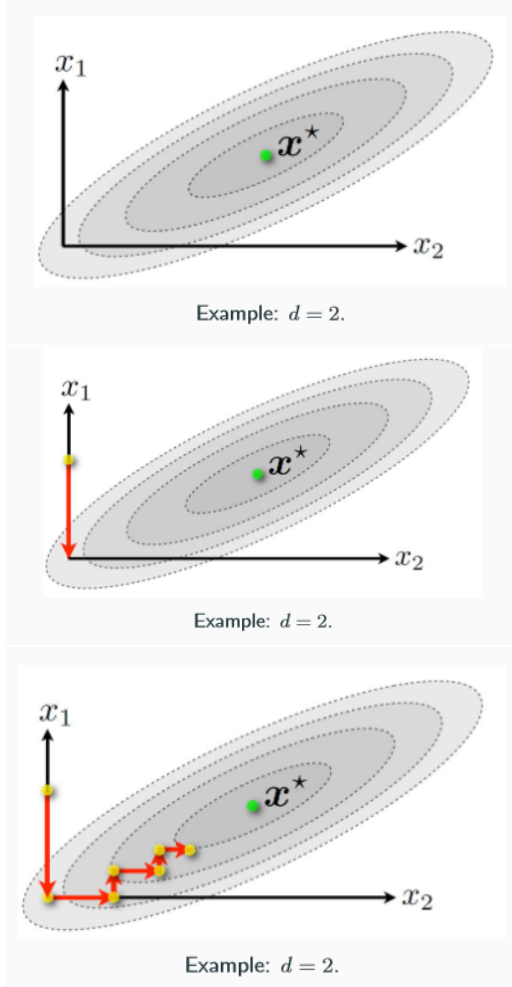 x₁
x*
x₂
Example: d = 2.
x₁
x*
x₂
Example: d = 2.
x₁
x*
x₂
Example: d = 2.